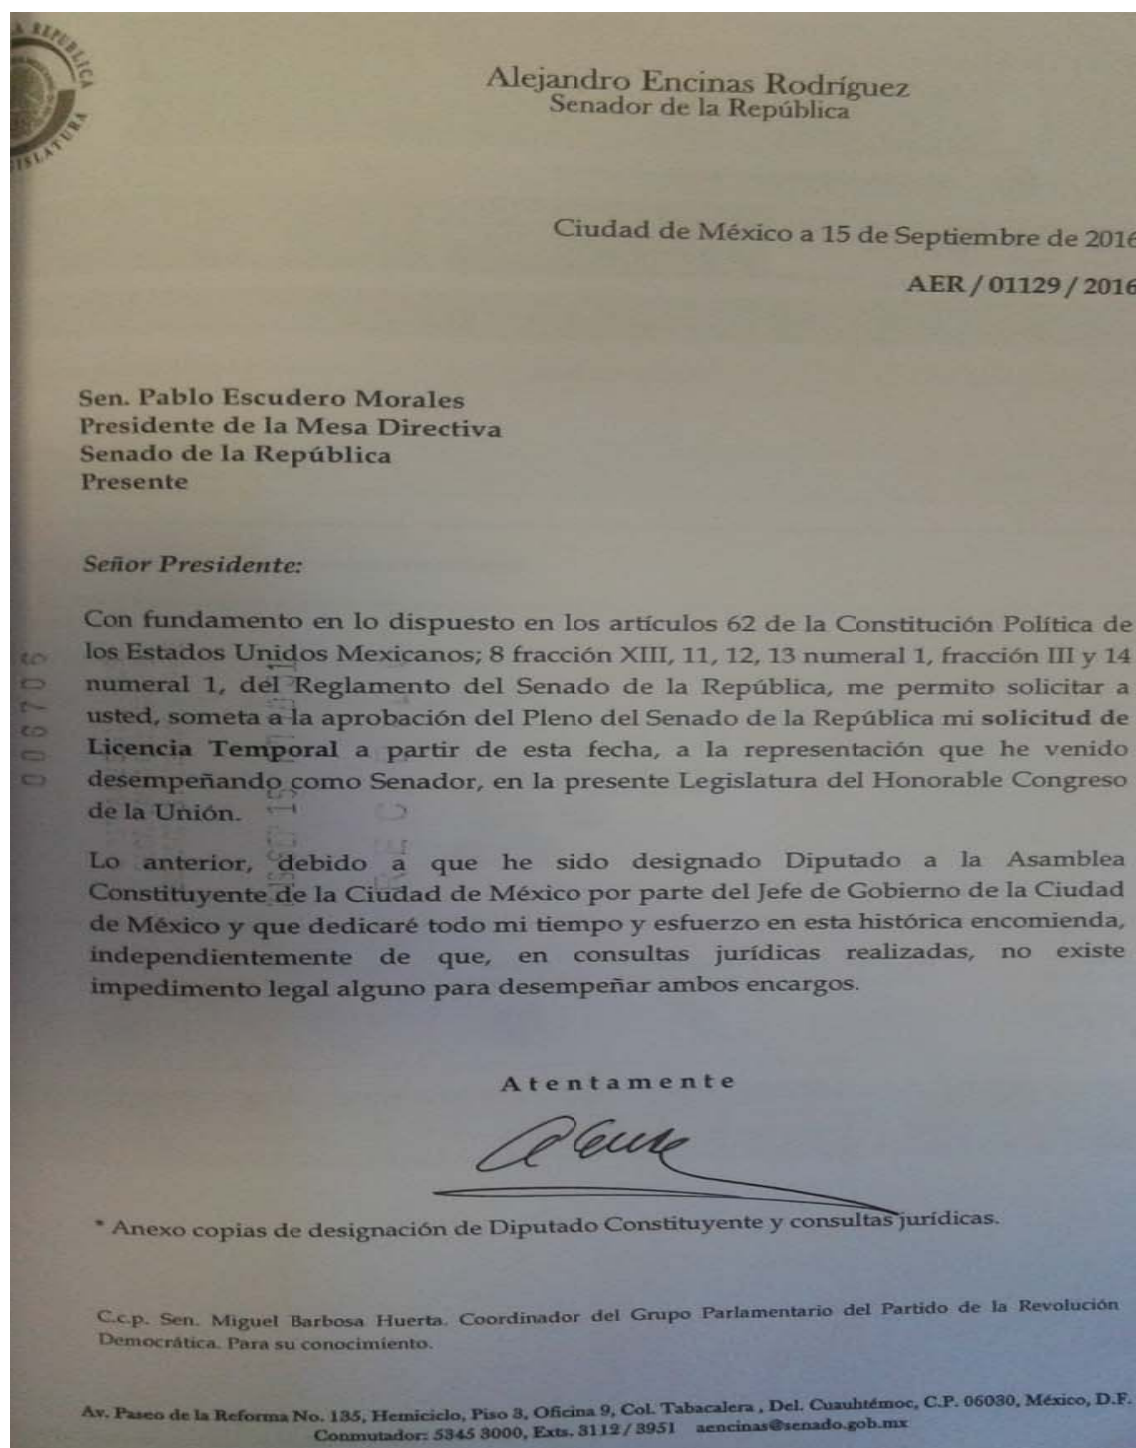 A REPÚBLICA
Alejandro Encinas Rodríguez
Senador de la República
Ciudad de México a 15 de Septiembre de 2016
AER / 01129 / 2016
Sen. Pablo Escudero Morales
Presidente de la Mesa Directiva
Senado de la República
Presente
Señor Presidente:
Con fundamento en lo dispuesto en los artículos 62 de la Constitución Política de
los Estados Unidos Mexicanos; 8 fracción XIII, 11, 12, 13 numeral 1, fracción III y 14
numeral 1, del Reglamento del Senado de la República, me permito solicitar a
usted, someta a la aprobación del Pleno del Senado de la República mi solicitud de
Licencia Temporal a partir de esta fecha, a la representación que he venido
desempeñando como Senador, en la presente Legislatura del Honorable Congreso
de la Unión.
Lo anterior, debido a que he sido designado Diputado a la Asamblea
Constituyente de la Ciudad de México por parte del Jefe de Gobierno de la Ciudad
de México y que dedicaré todo mi tiempo y esfuerzo en esta histórica encomienda,
independientemente de que, en consultas jurídicas realizadas, no existe
impedimento legal alguno para desempeñar ambos encargos.
Atentamente
* Anexo copias de designación de Diputado Constituyente y consultas jurídicas.
C.c.p. Sen. Miguel Barbosa Huerta. Coordinador del Grupo Parlamentario del Partido de la Revolución
Democrática. Para su conocimiento.
Av. Paseo de la Reforma No. 135, Hemiciclo, Piso 3, Oficina 9, Col. Tabacalera , Del. Cuauhtémoc, C.P. 06030, México, D.F.
Conmutador: 5345 3000, Exts. 3112 / 3951 aencinas@senado.gob.mx